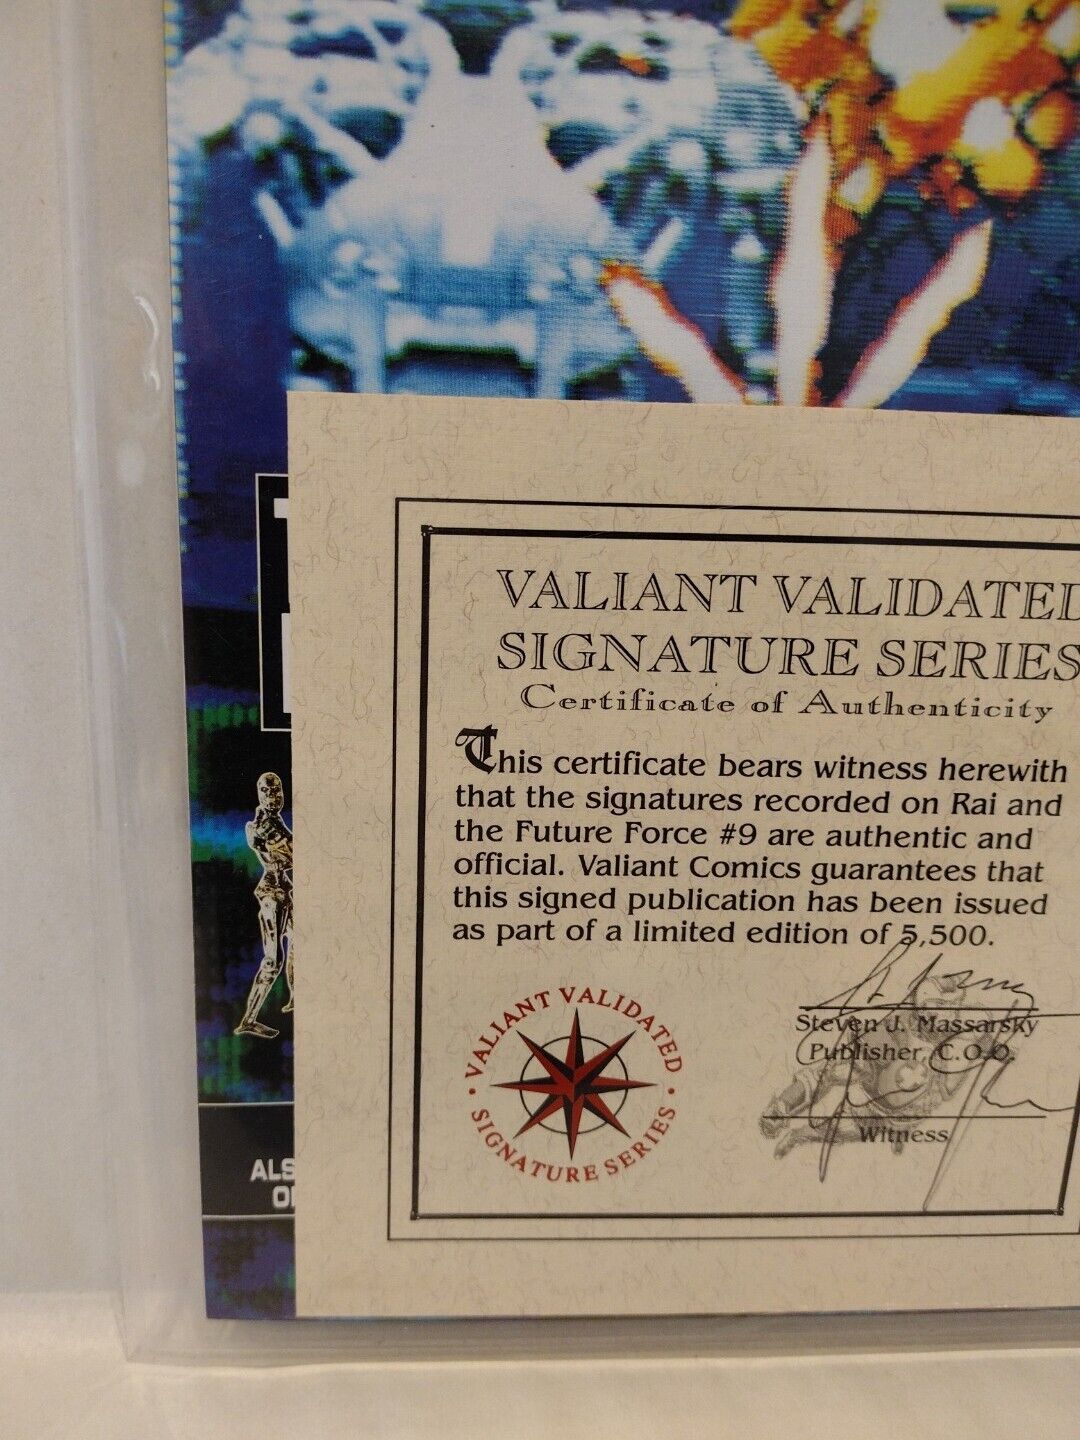 VALIANT VALIDATED
SIGNATURE SERIES
Certificate of Authenticity
This certificate bears witness herewith
that the signatures recorded on Rai and
the Future Force #9 are authentic and
official. Valiant Comics guarantees that
this signed publication has been issued
as part of a limited edition of 5,500.
· VALIANT VALIDATED ·
SIGNATURE SERIES
Steven J. Massarsky
Publisher, C.O.O.
Witness
ALS